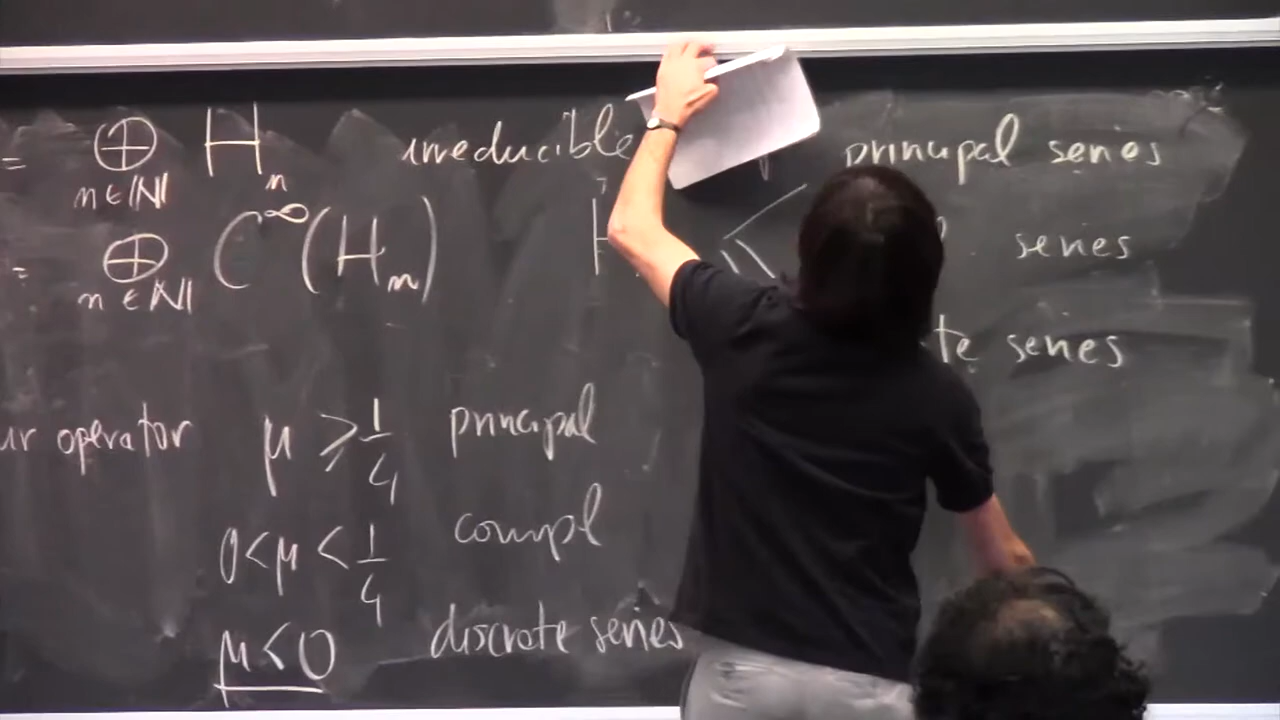 = ⊕ H_n irreducible principal series
n∈ℕ
= ⊕ C^∞(H_n) H series
n∈ℕ
te series
ur operator μ ≥ 1/4 principal
0<μ<1/4 compl
μ<0 discrete series